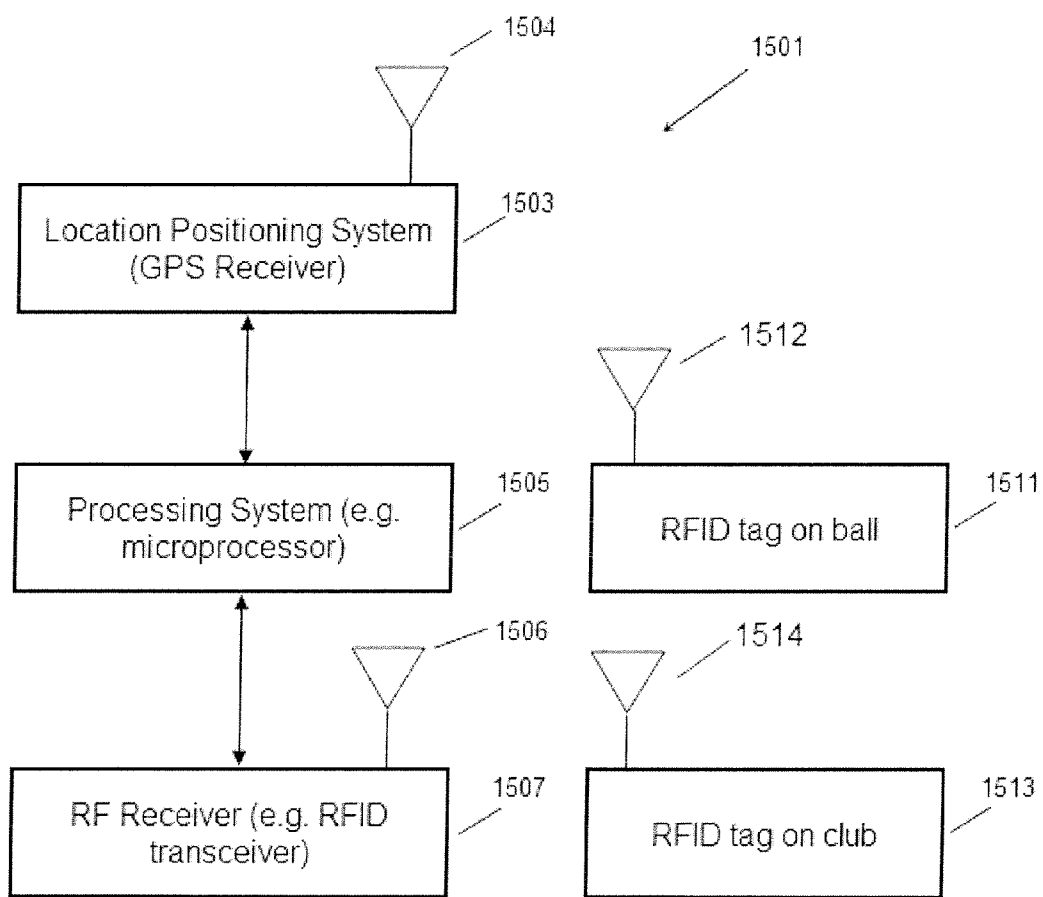 1504
1501
1503
Location Positioning System
(GPS Receiver)
1512
1505
Processing System (e.g.
microprocessor)
1511
RFID tag on ball
1506
1514
1507
RF Receiver (e.g. RFID
transceiver)
1513
RFID tag on club